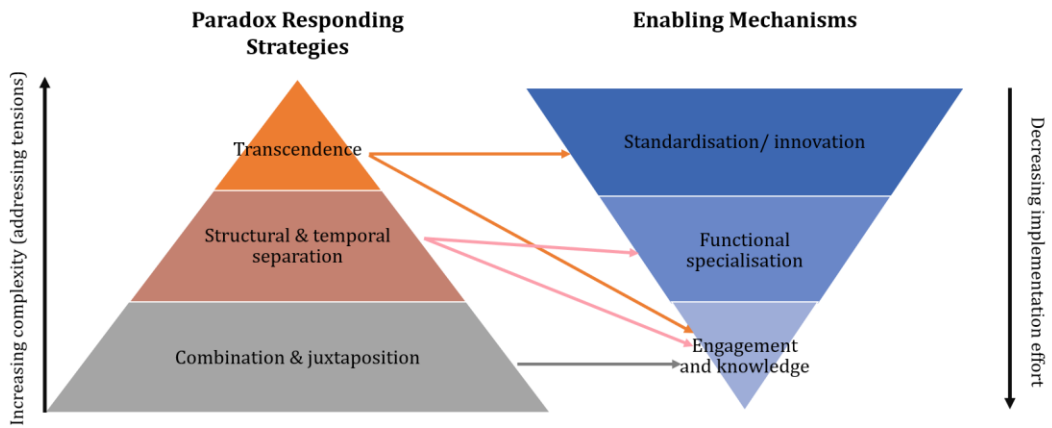 Paradox Responding
Strategies
Enabling Mechanisms
Increasing complexity (addressing tensions)
Transcendence
Structural & temporal
separation
Combination & juxtaposition
Standardisation/ innovation
Functional
specialisation
Engagement
and knowledge
Decreasing implementation effort